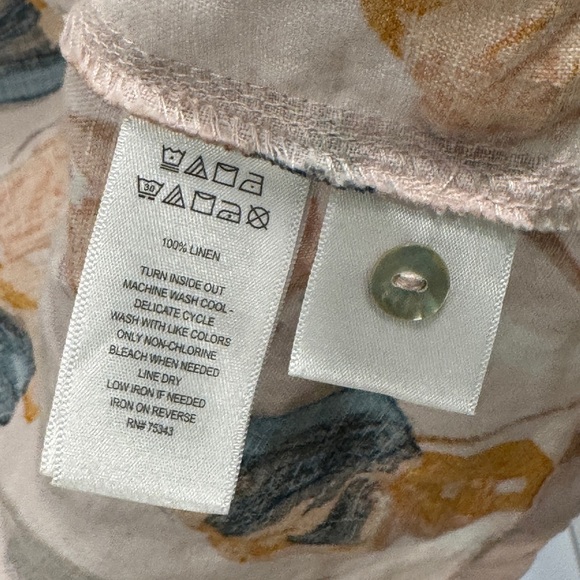 30
100% LINEN
TURN INSIDE OUT
MACHINE WASH COOL -
DELICATE CYCLE
WASH WITH LIKE COLORS
ONLY NON-CHLORINE
BLEACH WHEN NEEDED
LINE DRY
LOW IRON IF NEEDED
IRON ON REVERSE
RN# 75343